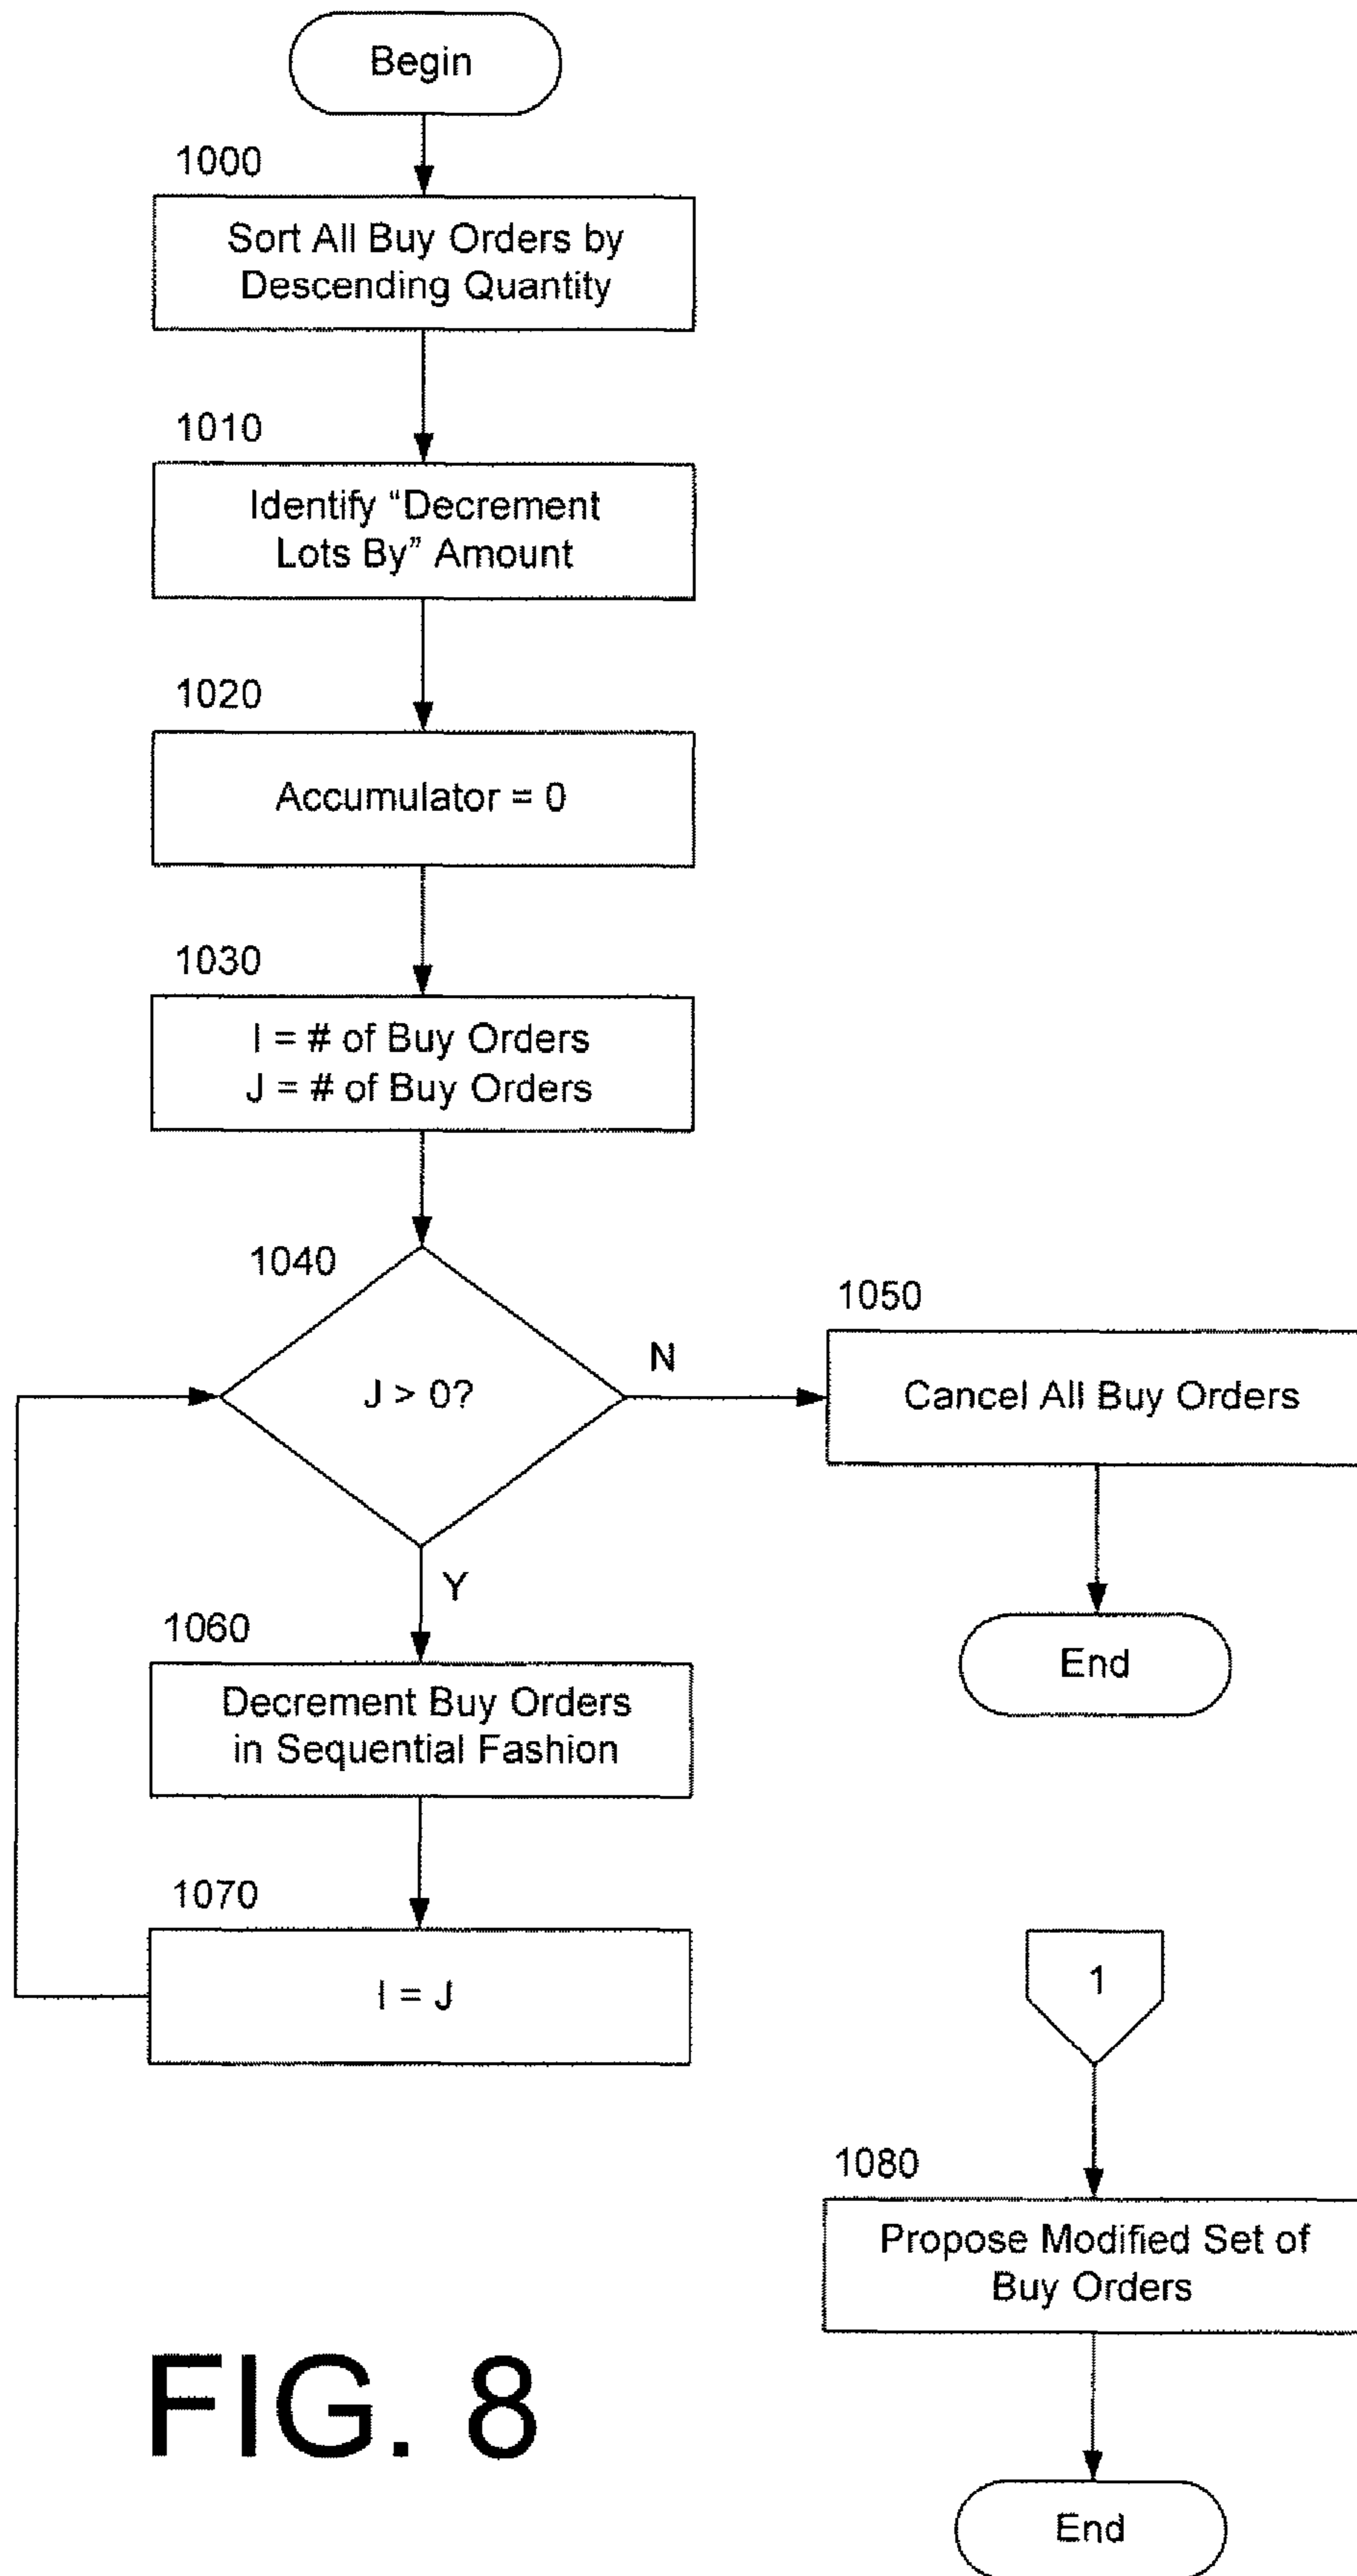 Begin
1000
Sort All Buy Orders by
Descending Quantity
1010
Identify “Decrement
Lots By” Amount
1020
Accumulator = 0
1030
I = # of Buy Orders
J = # of Buy Orders
1040
J > 0?
N
1050
Cancel All Buy Orders
End
Y
1060
Decrement Buy Orders
in Sequential Fashion
1070
I = J
1
1080
Propose Modified Set of
Buy Orders
End
FIG. 8